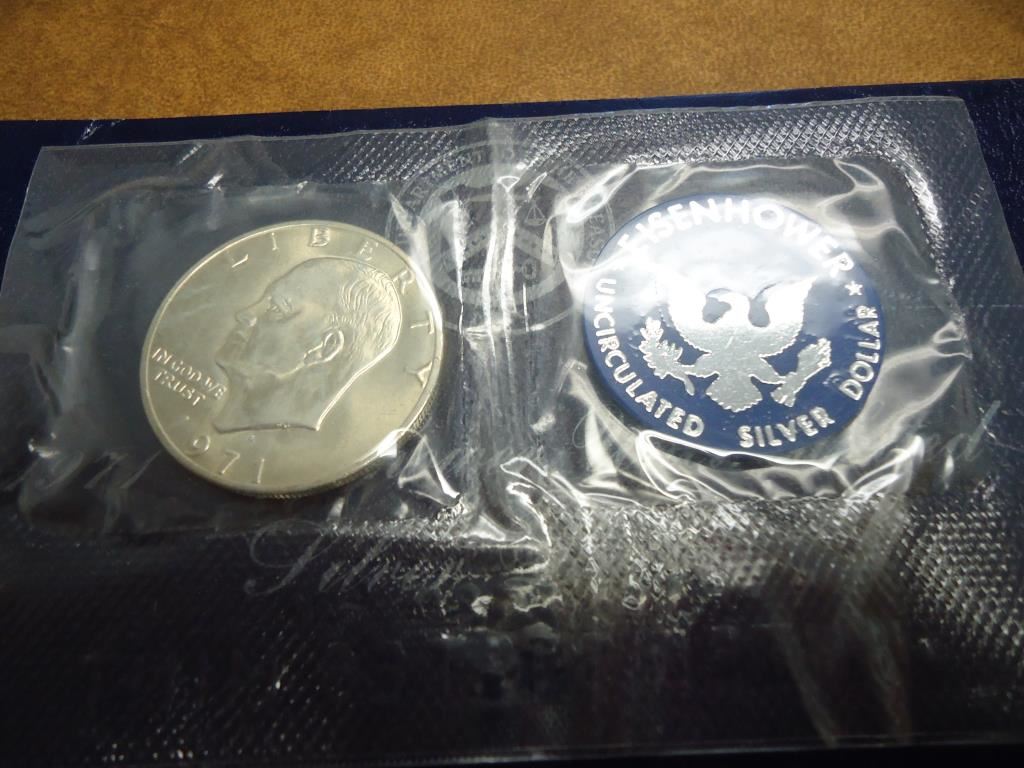 LIBERTY
IN GOD WE
TRUST
1971
EISENHOWER
UNCIRCULATED SILVER DOLLAR ★